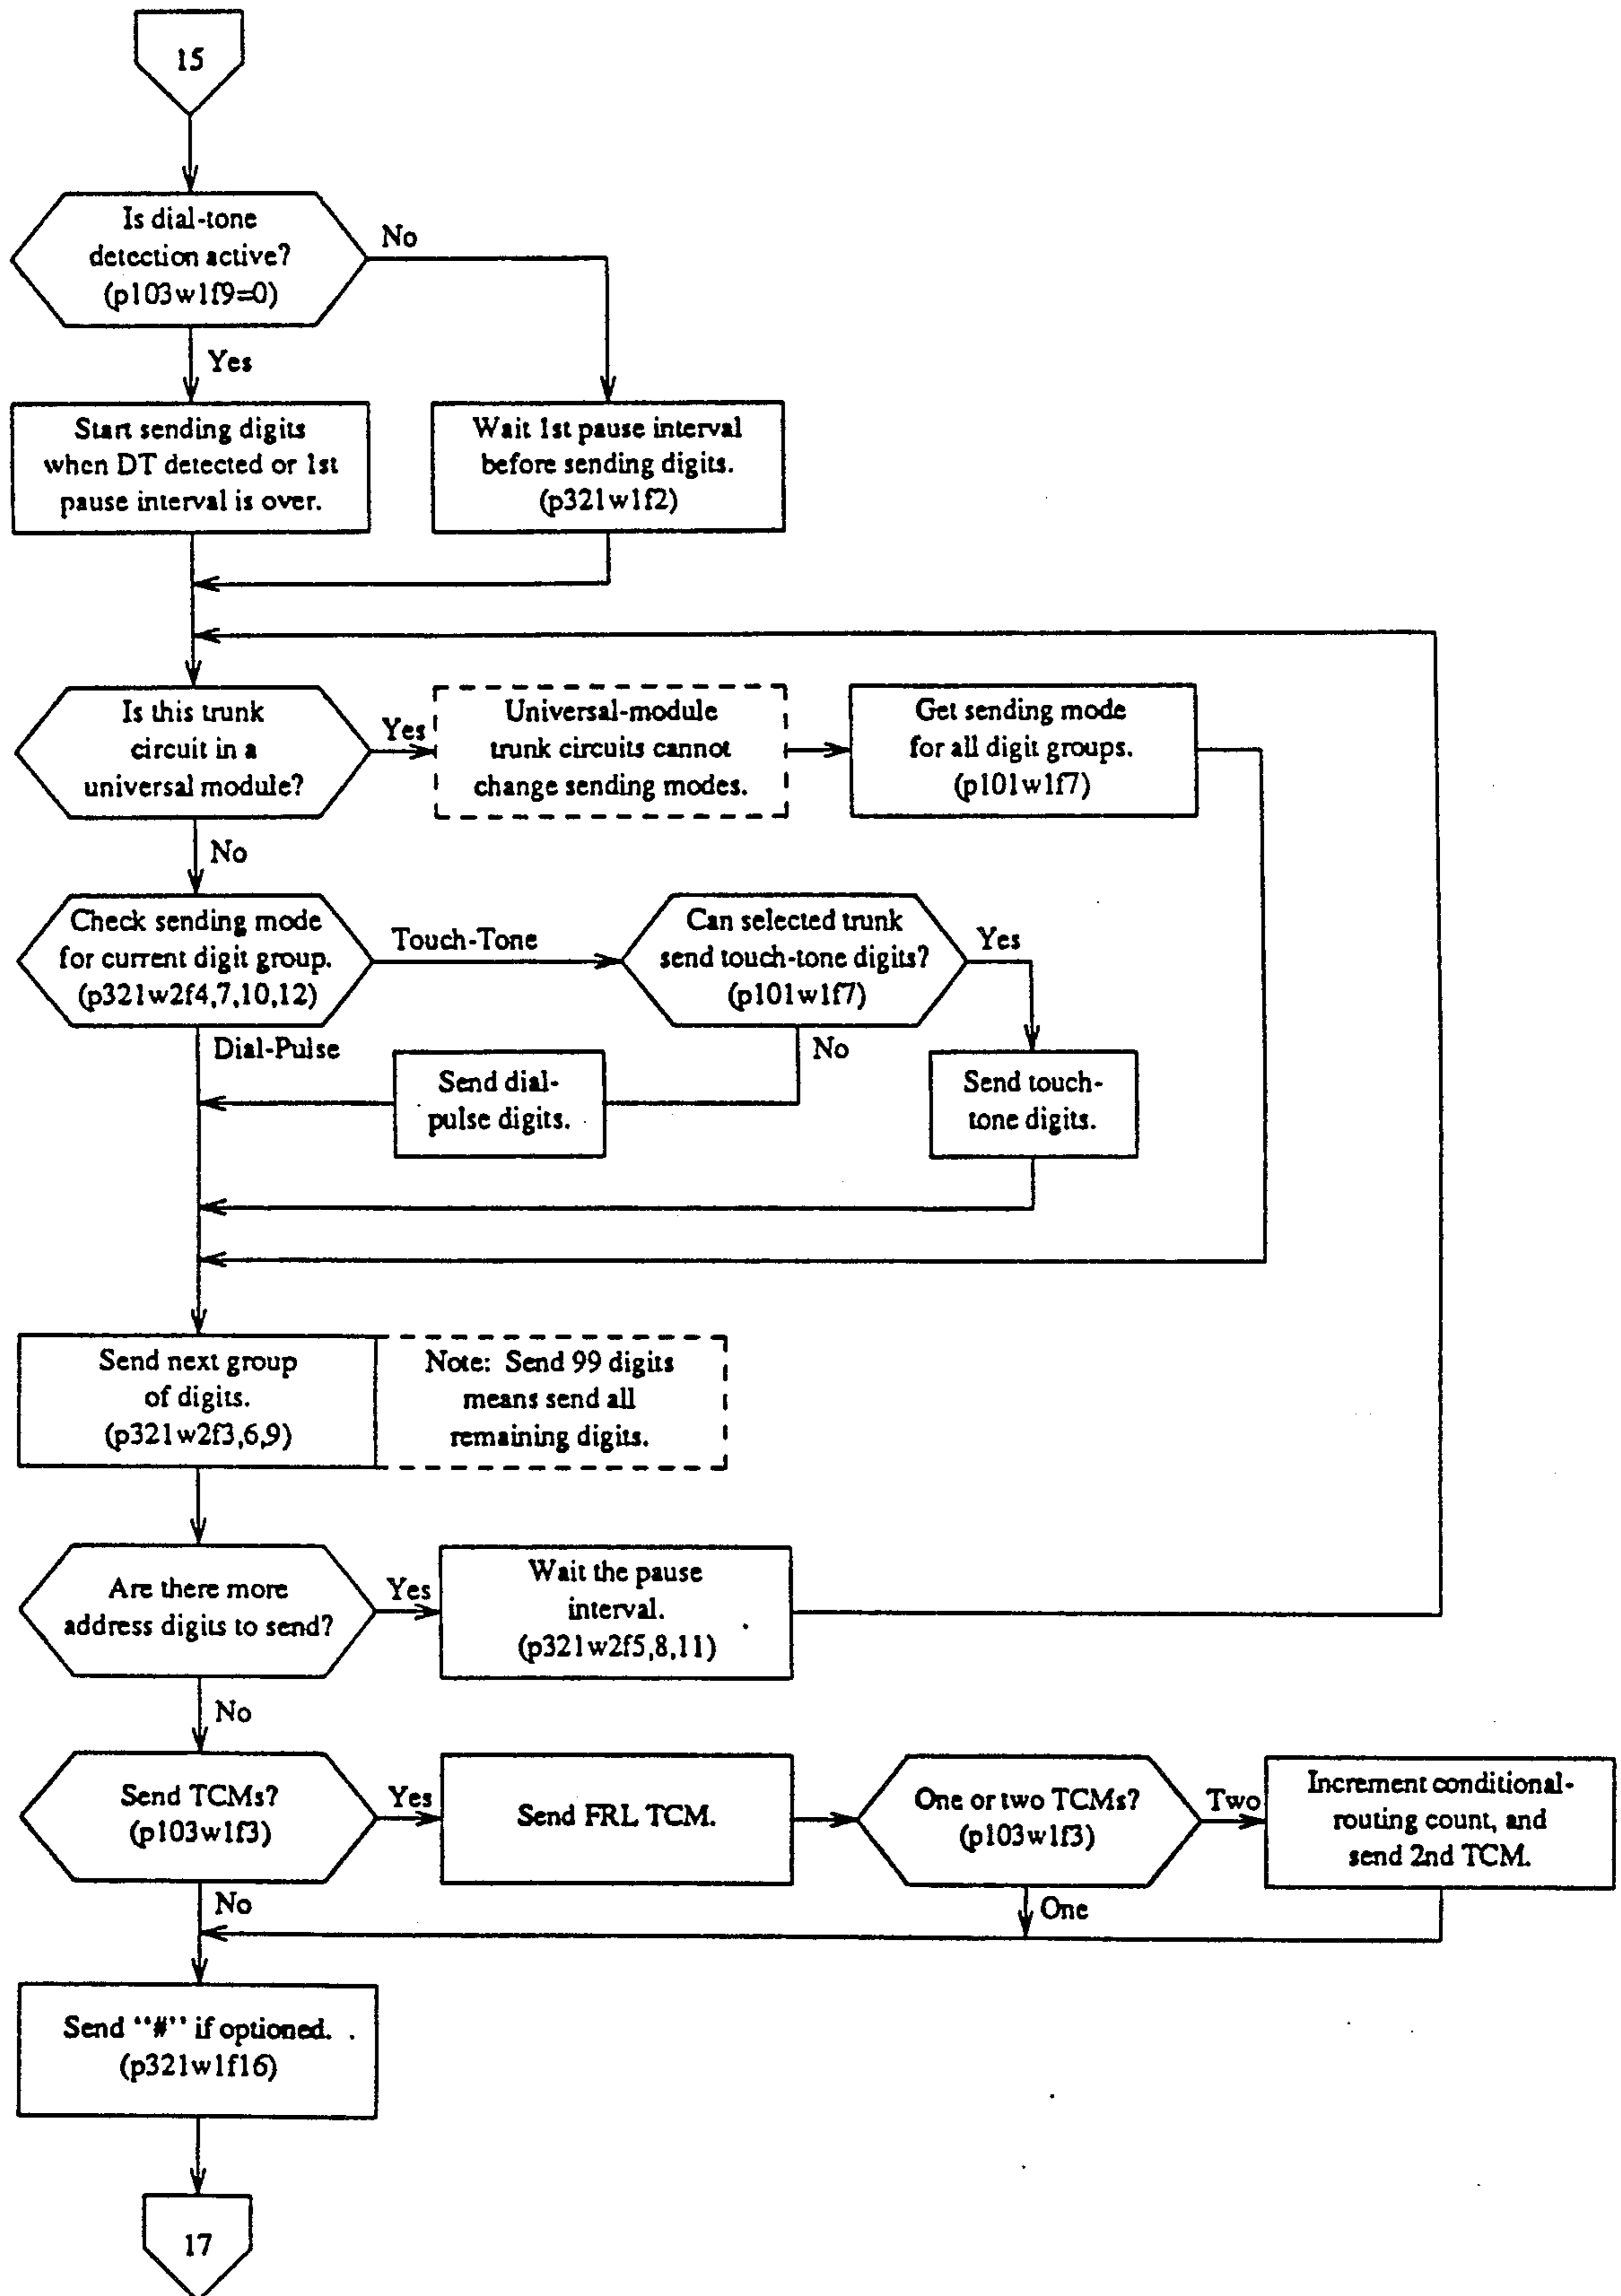 15
Is dial-tone
detection active?
(p103w1f9=0)
No
Yes
Start sending digits
when DT detected or 1st
pause interval is over.
Wait 1st pause interval
before sending digits.
(p321w1f2)
Is this trunk
circuit in a
universal module?
Yes
Universal-module
trunk circuits cannot
change sending modes.
Get sending mode
for all digit groups.
(p101w1f7)
No
Check sending mode
for current digit group.
(p321w2f4,7,10,12)
Touch-Tone
Can selected trunk
send touch-tone digits?
(p101w1f7)
Yes
Dial-Pulse
No
Send dial-
pulse digits.
Send touch-
tone digits.
Send next group
of digits.
(p321w2f3,6,9)
Note: Send 99 digits
means send all
remaining digits.
Are there more
address digits to send?
Yes
Wait the pause
interval.
(p321w2f5,8,11)
No
Send TCMs?
(p103w1f3)
Yes
Send FRL TCM.
One or two TCMs?
(p103w1f3)
Two
Increment conditional-
routing count, and
send 2nd TCM.
No
One
Send "#" if optioned.
(p321w1f16)
17